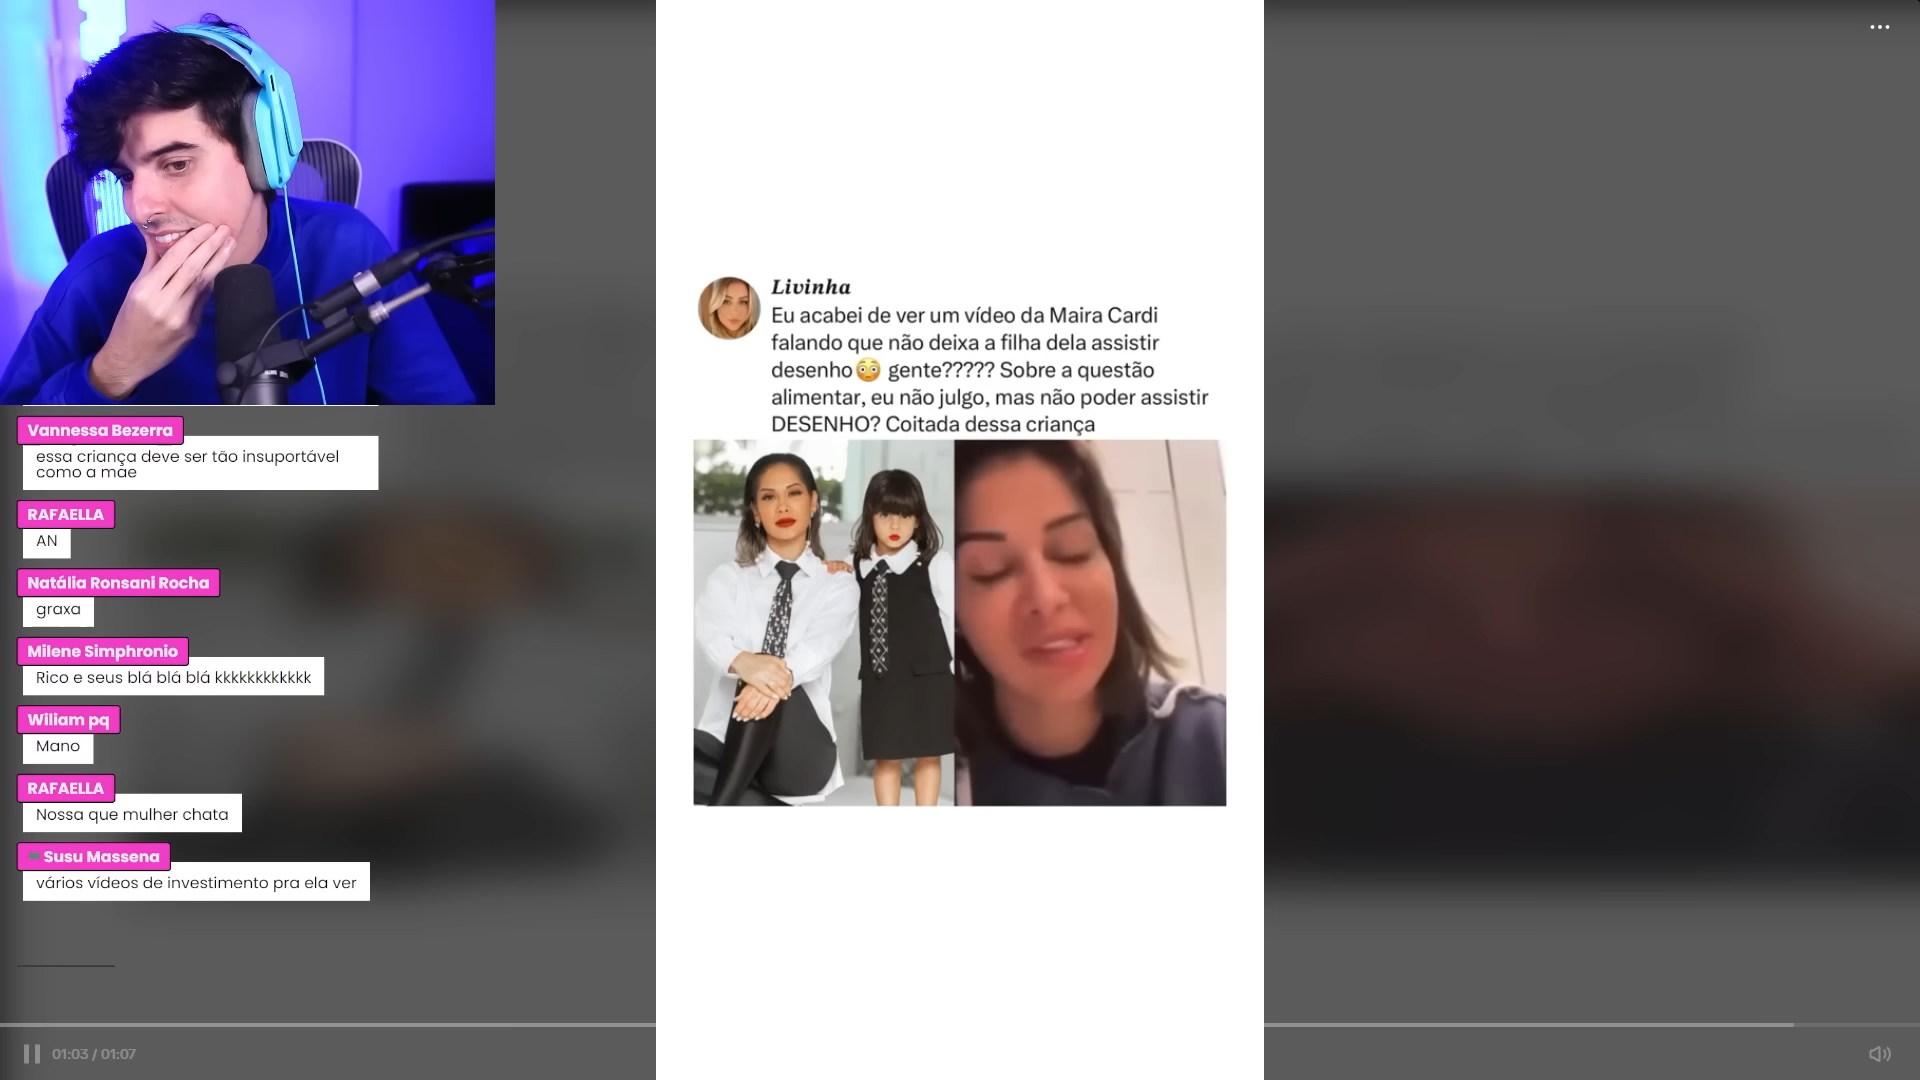 Livinha
Eu acabei de ver um vídeo da Maira Cardi
falando que não deixa a filha dela assistir
desenho😳 gente????? Sobre a questão
alimentar, eu não julgo, mas não poder assistir
DESENHO? Coitada dessa criança
Vannessa Bezerra
essa criança deve ser tão insuportável
como a mãe
RAFAELLA
AN
Natália Ronsani Rocha
graxa
Milene Simphronio
Rico e seus blá blá blá kkkkkkkkkkkk
Wiliam pq
Mano
RAFAELLA
Nossa que mulher chata
Susu Massena
vários vídeos de investimento pra ela ver
01:03 / 01:07